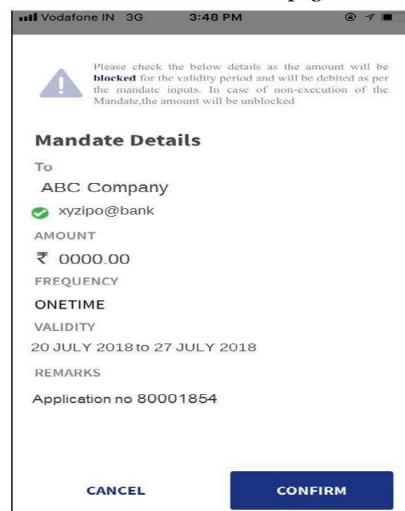 Vodafone IN 3G 3:48 PM
Please check the below details as the amount will be
blocked for the validity period and will be debited as per
the mandate inputs. In case of non-execution of the
Mandate,the amount will be unblocked
Mandate Details
To
ABC Company
xyzipo@bank
AMOUNT
₹ 0000.00
FREQUENCY
ONETIME
VALIDITY
20 JULY 2018 to 27 JULY 2018
REMARKS
Application no 80001854
CANCEL CONFIRM